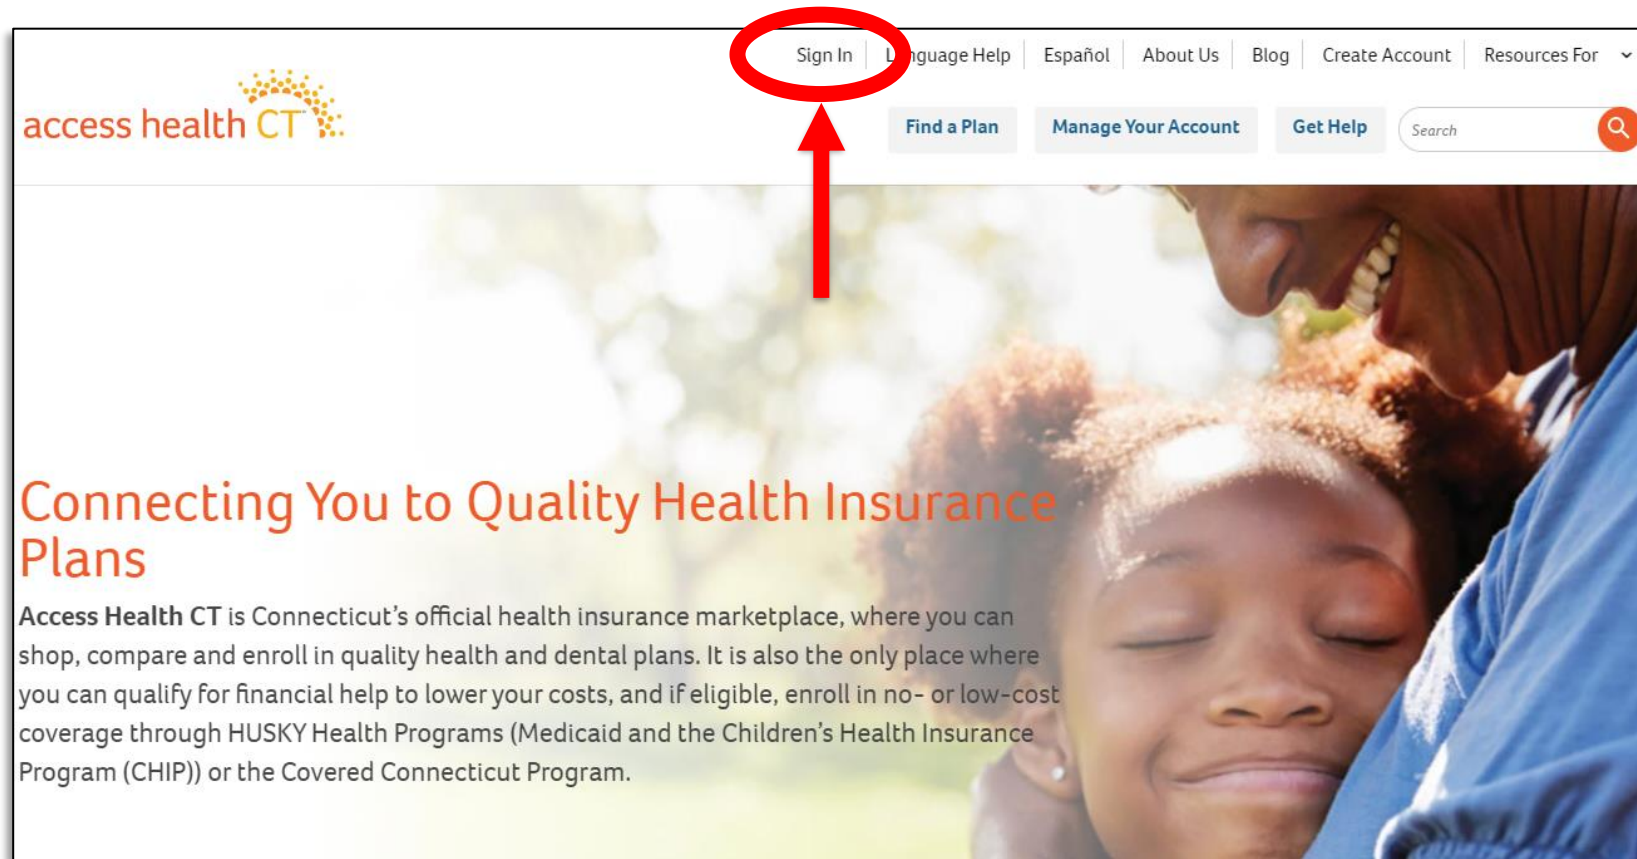 Sign In
Language Help
Español
About Us
Blog
Create Account
Resources For
access health CT
Find a Plan
Manage Your Account
Get Help
Search
Connecting You to Quality Health Insurance
Plans
Access Health CT is Connecticut’s official health insurance marketplace, where you can
shop, compare and enroll in quality health and dental plans. It is also the only place where
you can qualify for financial help to lower your costs, and if eligible, enroll in no- or low-cost
coverage through HUSKY Health Programs (Medicaid and the Children’s Health Insurance
Program (CHIP)) or the Covered Connecticut Program.